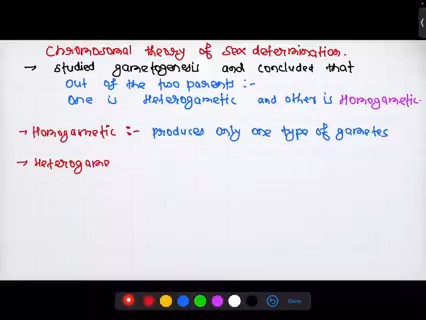 Chromosomal theory of sex determination.
→ studied gametogenesis and concluded that
Out of the two parents :-
One is Heterogametic and other is Homogametic.
→ Homogametic :- produces only one type of gametes
→ Heterogame
Done